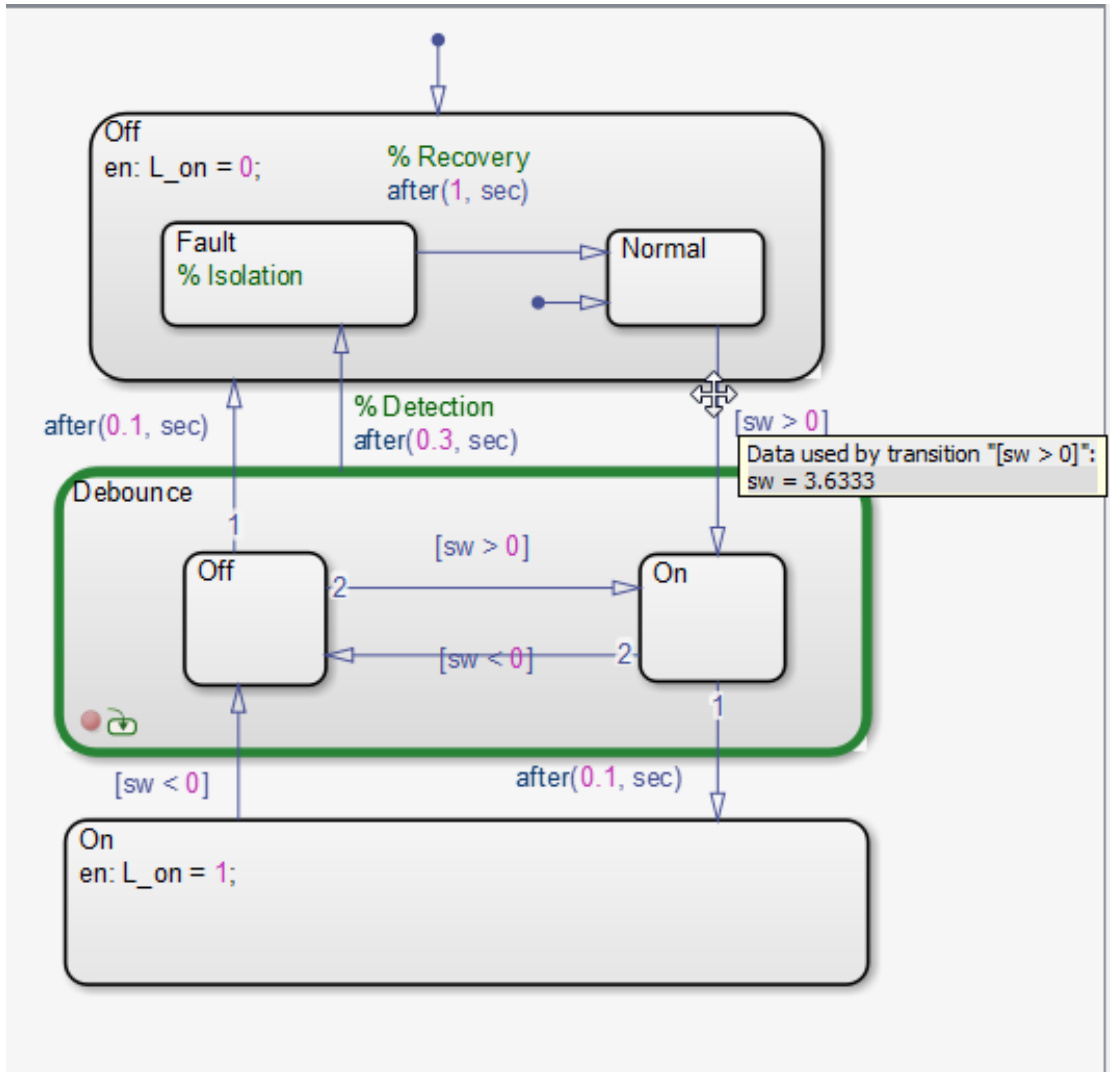 Off
en: L_on = 0;
% Recovery
after(1, sec)
Fault
% Isolation
Normal
after(0.1, sec)
% Detection
after(0.3, sec)
[sw > 0]
Data used by transition "[sw > 0]":
sw = 3.6333
Debounce
1
[sw > 0]
Off
On
2
[sw < 0]
2
1
[sw < 0]
after(0.1, sec)
On
en: L_on = 1;